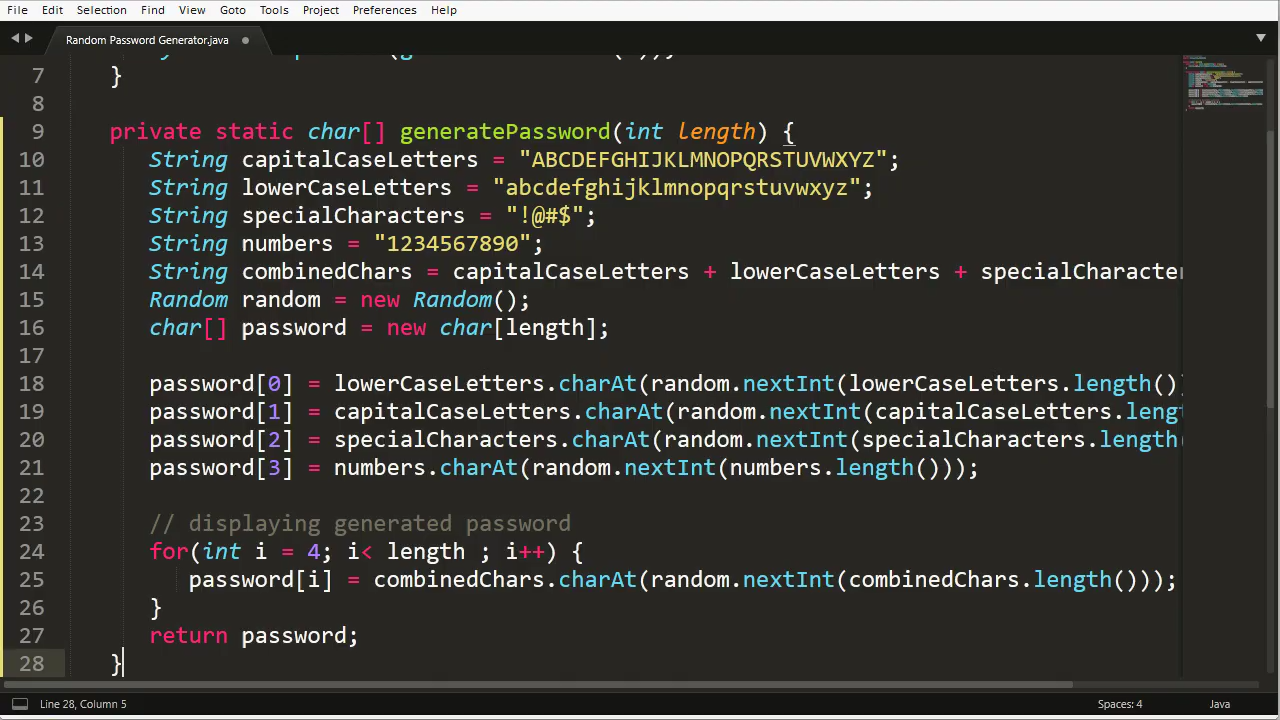 File Edit Selection Find View Goto Tools Project Preferences Help
Random Password Generator.java
7 }
8
9 private static char[] generatePassword(int length) {
10 String capitalCaseLetters = "ABCDEFGHIJKLMNOPQRSTUVWXYZ";
11 String lowerCaseLetters = "abcdefghijklmnopqrstuvwxyz";
12 String specialCharacters = "!@#$";
13 String numbers = "1234567890";
14 String combinedChars = capitalCaseLetters + lowerCaseLetters + specialCharacter
15 Random random = new Random();
16 char[] password = new char[length];
17
18 password[0] = lowerCaseLetters.charAt(random.nextInt(lowerCaseLetters.length()
19 password[1] = capitalCaseLetters.charAt(random.nextInt(capitalCaseLetters.leng
20 password[2] = specialCharacters.charAt(random.nextInt(specialCharacters.length
21 password[3] = numbers.charAt(random.nextInt(numbers.length()));
22
23 // displaying generated password
24 for(int i = 4; i< length ; i++) {
25 password[i] = combinedChars.charAt(random.nextInt(combinedChars.length()));
26 }
27 return password;
28 }
Line 28, Column 5 Spaces: 4 Java